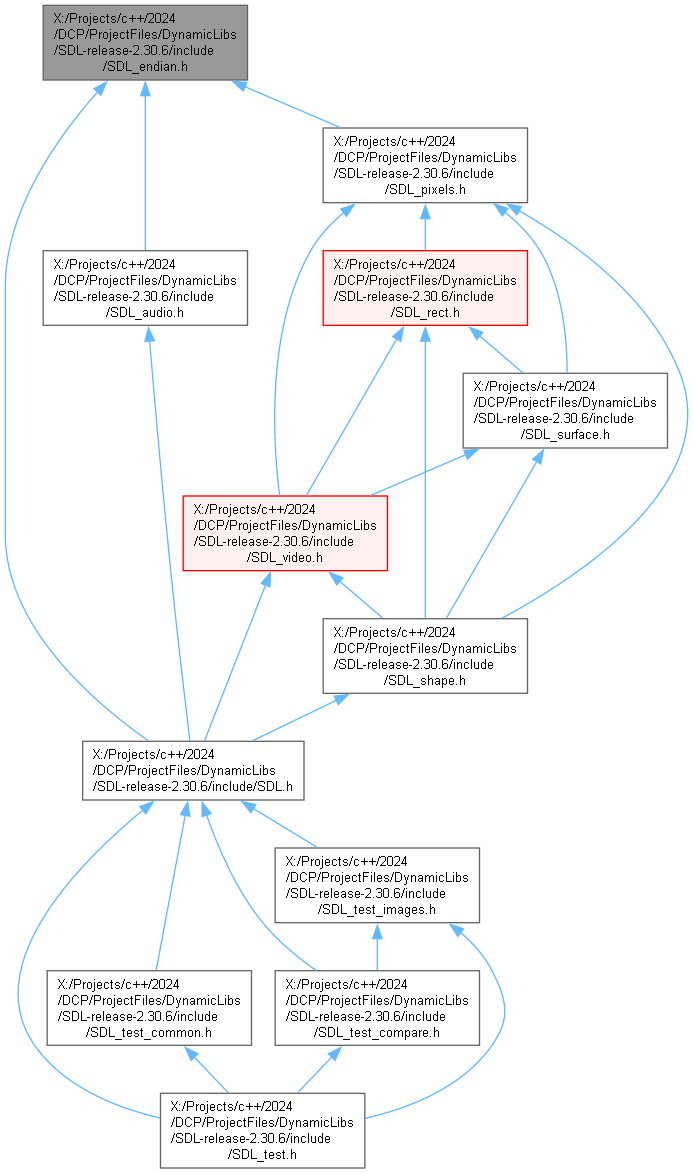 X:/Projects/c++/2024
/DCP/ProjectFiles/DynamicLibs
/SDL-release-2.30.6/include
/SDL_endian.h
X:/Projects/c++/2024
/DCP/ProjectFiles/DynamicLibs
/SDL-release-2.30.6/include
/SDL_pixels.h
X:/Projects/c++/2024
/DCP/ProjectFiles/DynamicLibs
/SDL-release-2.30.6/include
/SDL_audio.h
X:/Projects/c++/2024
/DCP/ProjectFiles/DynamicLibs
/SDL-release-2.30.6/include
/SDL_rect.h
X:/Projects/c++/2024
/DCP/ProjectFiles/DynamicLibs
/SDL-release-2.30.6/include
/SDL_surface.h
X:/Projects/c++/2024
/DCP/ProjectFiles/DynamicLibs
/SDL-release-2.30.6/include
/SDL_video.h
X:/Projects/c++/2024
/DCP/ProjectFiles/DynamicLibs
/SDL-release-2.30.6/include
/SDL_shape.h
X:/Projects/c++/2024
/DCP/ProjectFiles/DynamicLibs
/SDL-release-2.30.6/include/SDL.h
X:/Projects/c++/2024
/DCP/ProjectFiles/DynamicLibs
/SDL-release-2.30.6/include
/SDL_test_images.h
X:/Projects/c++/2024
/DCP/ProjectFiles/DynamicLibs
/SDL-release-2.30.6/include
/SDL_test_common.h
X:/Projects/c++/2024
/DCP/ProjectFiles/DynamicLibs
/SDL-release-2.30.6/include
/SDL_test_compare.h
X:/Projects/c++/2024
/DCP/ProjectFiles/DynamicLibs
/SDL-release-2.30.6/include
/SDL_test.h